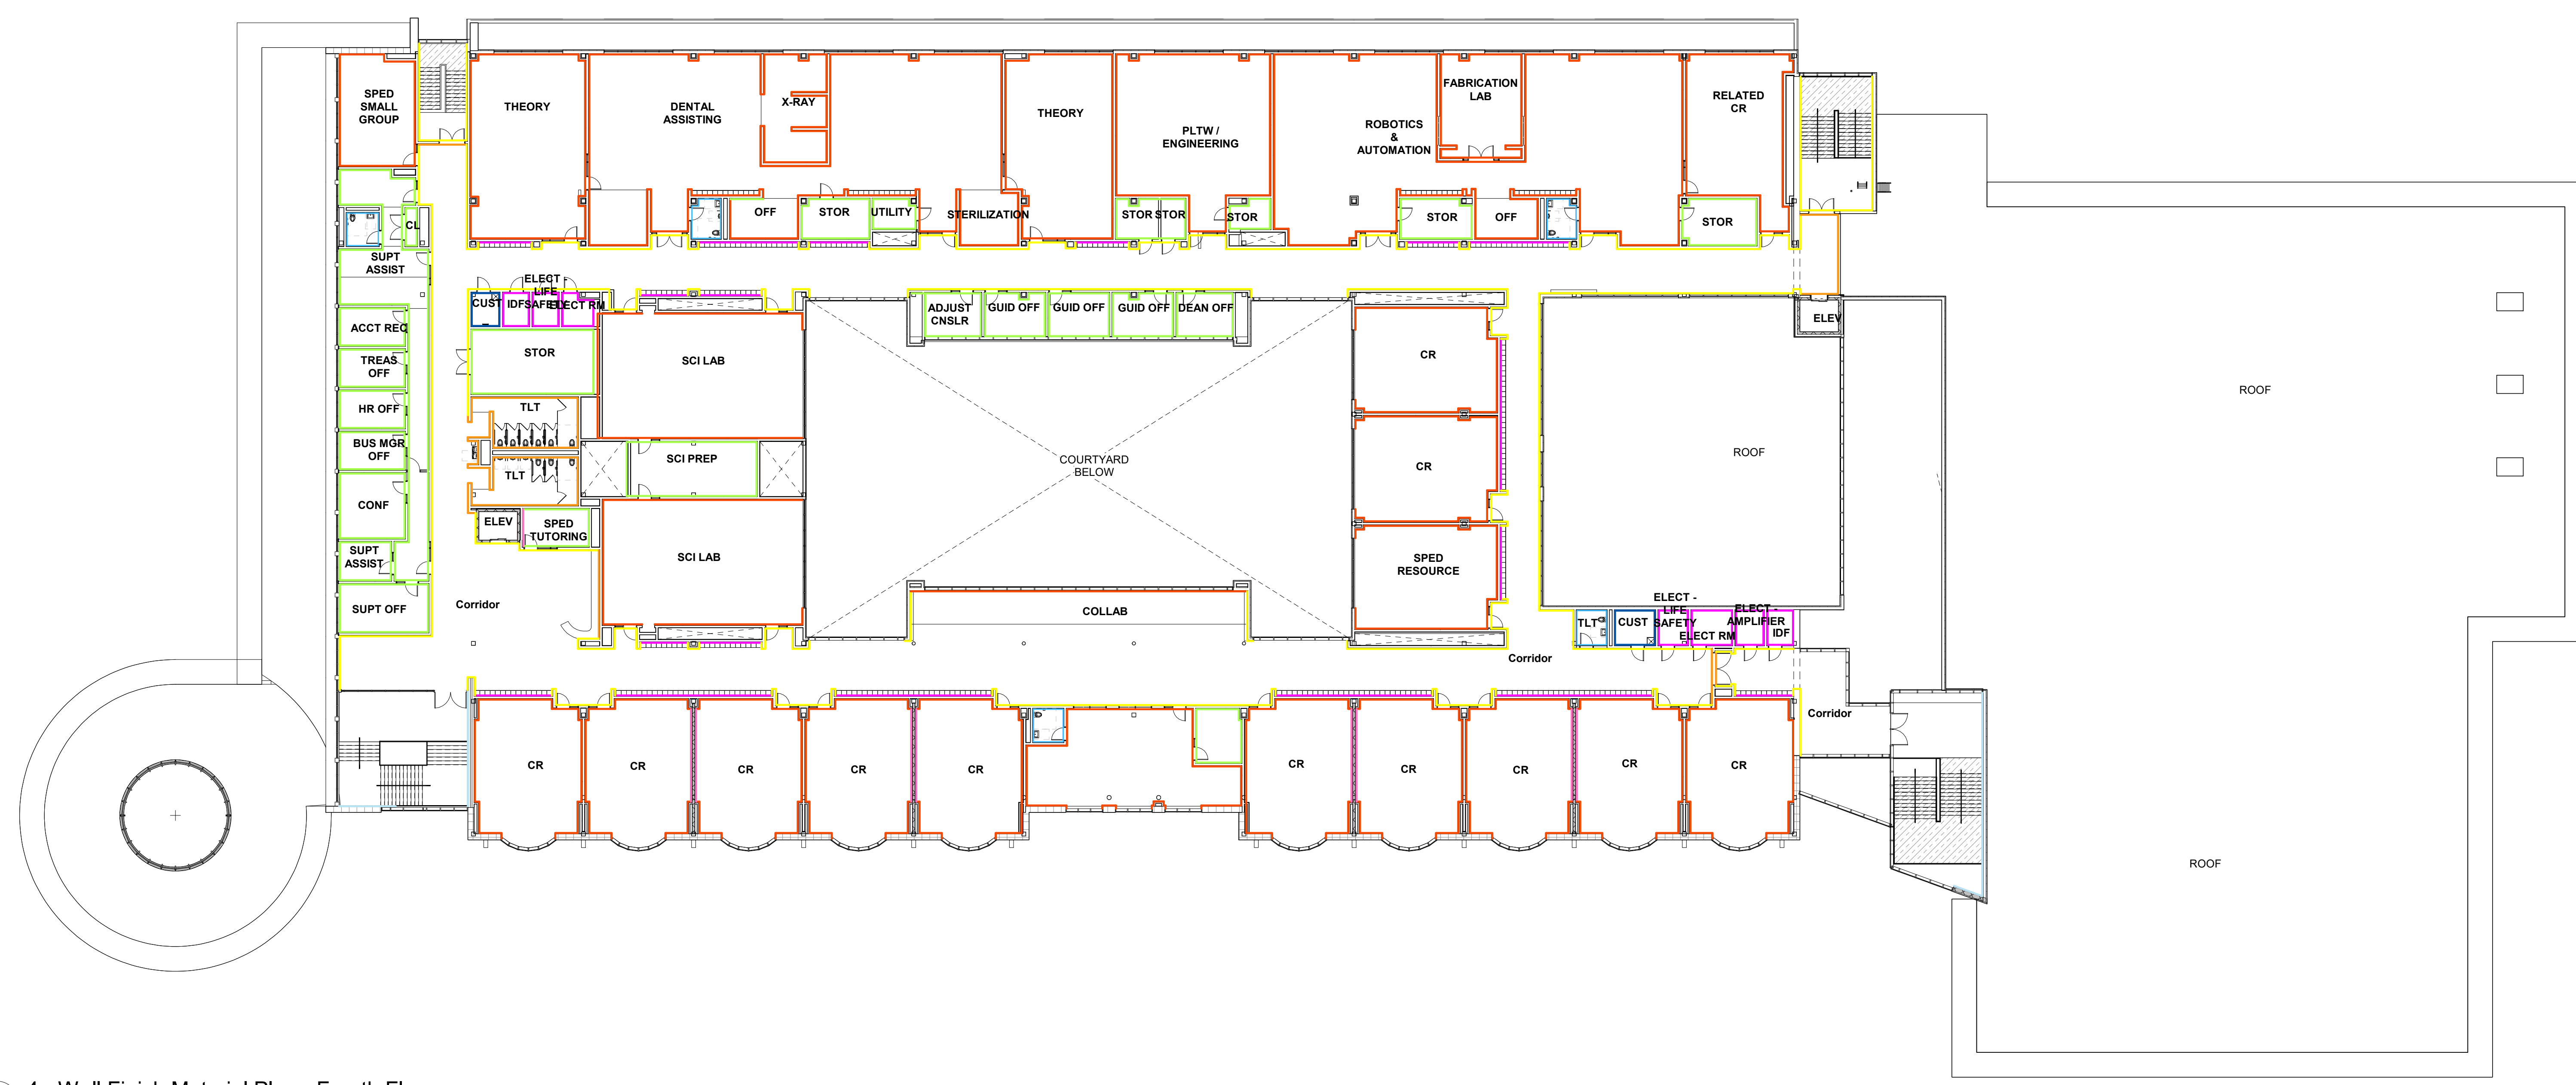 SPED
SMALL
GROUP
THEORY
DENTAL
ASSISTING
X-RAY
THEORY
PLTW /
ENGINEERING
ROBOTICS
&
AUTOMATION
FABRICATION
LAB
RELATED
CR
CL
OFF
STOR
UTILITY
STERILIZATION
STOR
STOR
STOR
STOR
OFF
STOR
SUPT
ASSIST
CUST
IDF
ELECT -
LIFE
SAFETY
ELECT RM
ADJUST
CNSLR
GUID OFF
GUID OFF
GUID OFF
DEAN OFF
ELEV
ACCT REC
STOR
SCI LAB
CR
TREAS
OFF
HR OFF
TLT
ROOF
BUS MGR
OFF
SCI PREP
COURTYARD
BELOW
CR
ROOF
TLT
CONF
ELEV
SPED
TUTORING
SUPT
ASSIST
SCI LAB
SPED
RESOURCE
SUPT OFF
Corridor
COLLAB
TLT
CUST
ELECT -
LIFE
SAFETY
ELECT RM
ELECT -
AMPLIFIER
IDF
Corridor
Corridor
CR
CR
CR
CR
CR
CR
CR
CR
CR
CR
ROOF